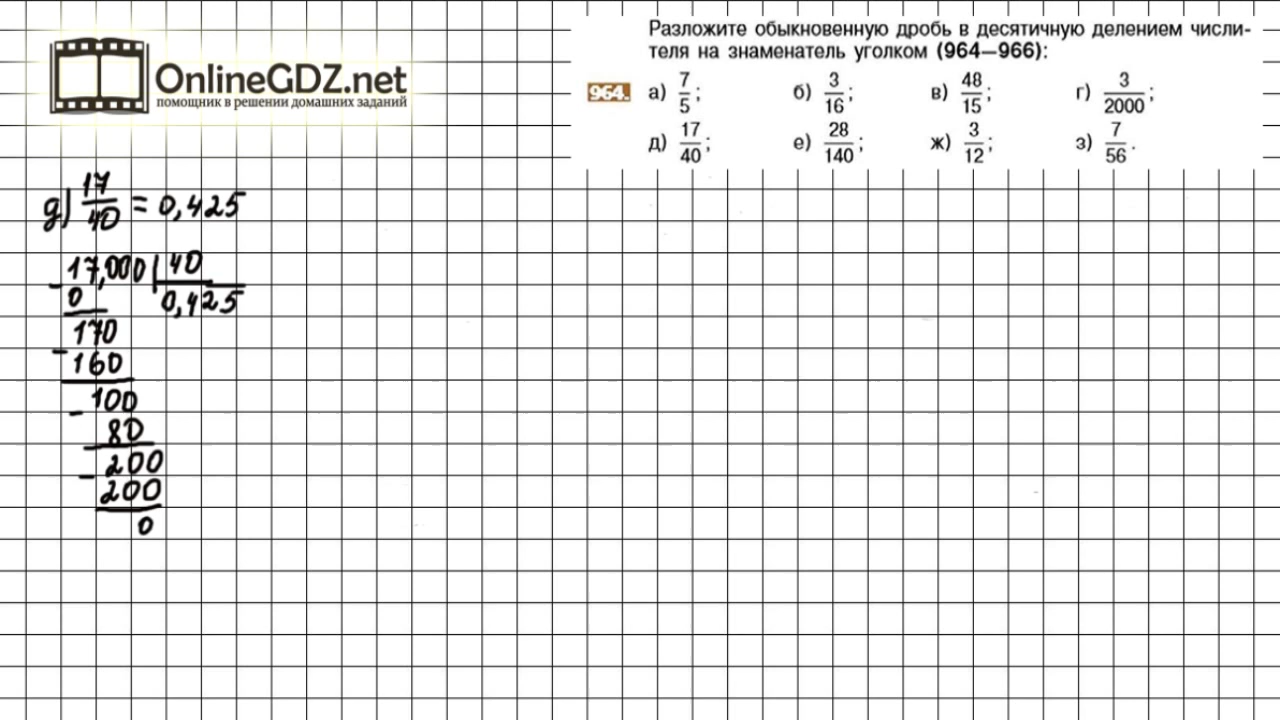 OnlineGDZ.net
помощник в решении домашних заданий
Разложите обыкновенную дробь в десятичную делением числи-
теля на знаменатель уголком (964—966):
964. а) 7/5; б) 3/16; в) 48/15; г) 3/2000;
д) 17/40; е) 28/140; ж) 3/12; з) 7/56.
д) 17/40 = 0,425
17,000 | 40
0 0,425
170
160
100
80
200
200
0